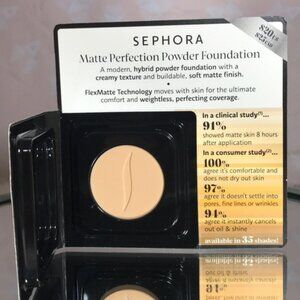 SEPHORA
Matte Perfection Powder Foundation
A modern, hybrid powder foundation with a
creamy texture and buildable, soft matte finish.
FlexMatte Technology moves with skin for the ultimate
comfort and weightless, perfecting coverage.
In a clinical study(1)...
91%
showed matte skin 8 hours
after application
In a consumer study(2)...
100%
agree it's comfortable and
does not dry out skin
97%
agree it doesn't settle into
pores, fine lines or wrinkles
94%
agree it instantly cancels
out oil & shine
available in 35 shades!